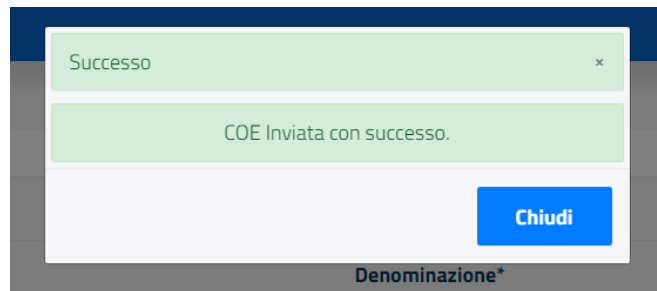 Successo ×
COE Inviata con successo.
Chiudi
Denominazione*